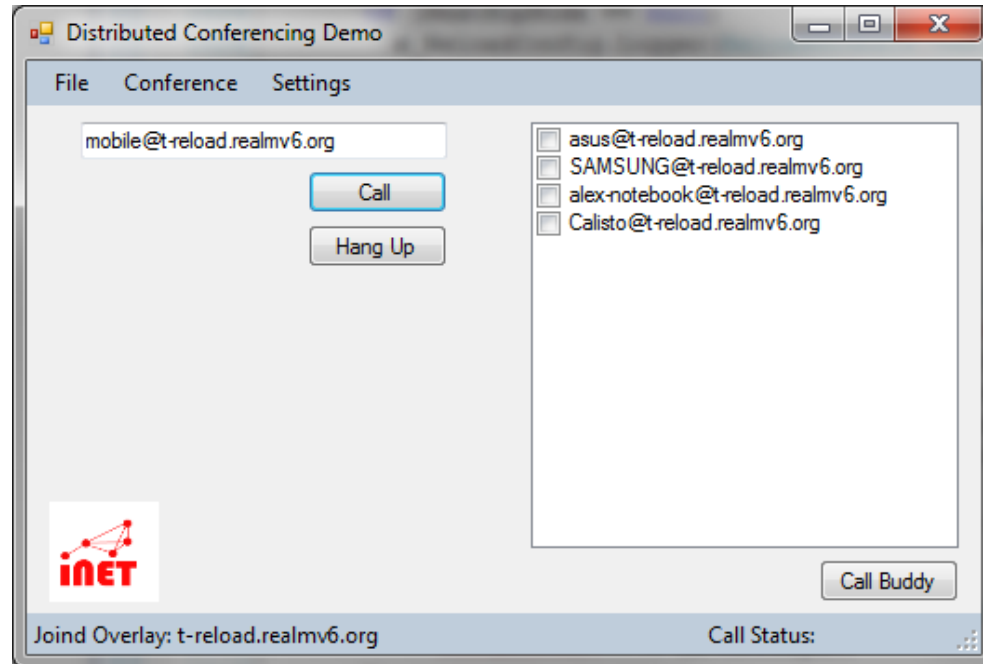 Distributed Conferencing Demo
File Conference Settings
mobile@t-reload.realmv6.org
Call
Hang Up
asus@t-reload.realmv6.org
SAMSUNG@t-reload.realmv6.org
alex-notebook@t-reload.realmv6.org
Calisto@t-reload.realmv6.org
iNET
Call Buddy
Joind Overlay: t-reload.realmv6.org
Call Status: